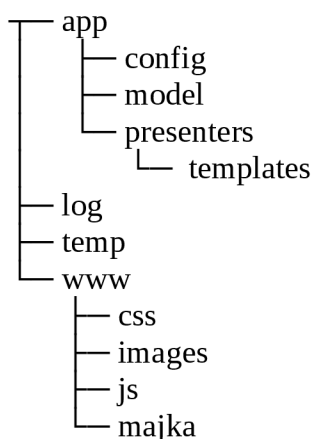 app
config
model
presenters
templates
log
temp
www
css
images
js
majka